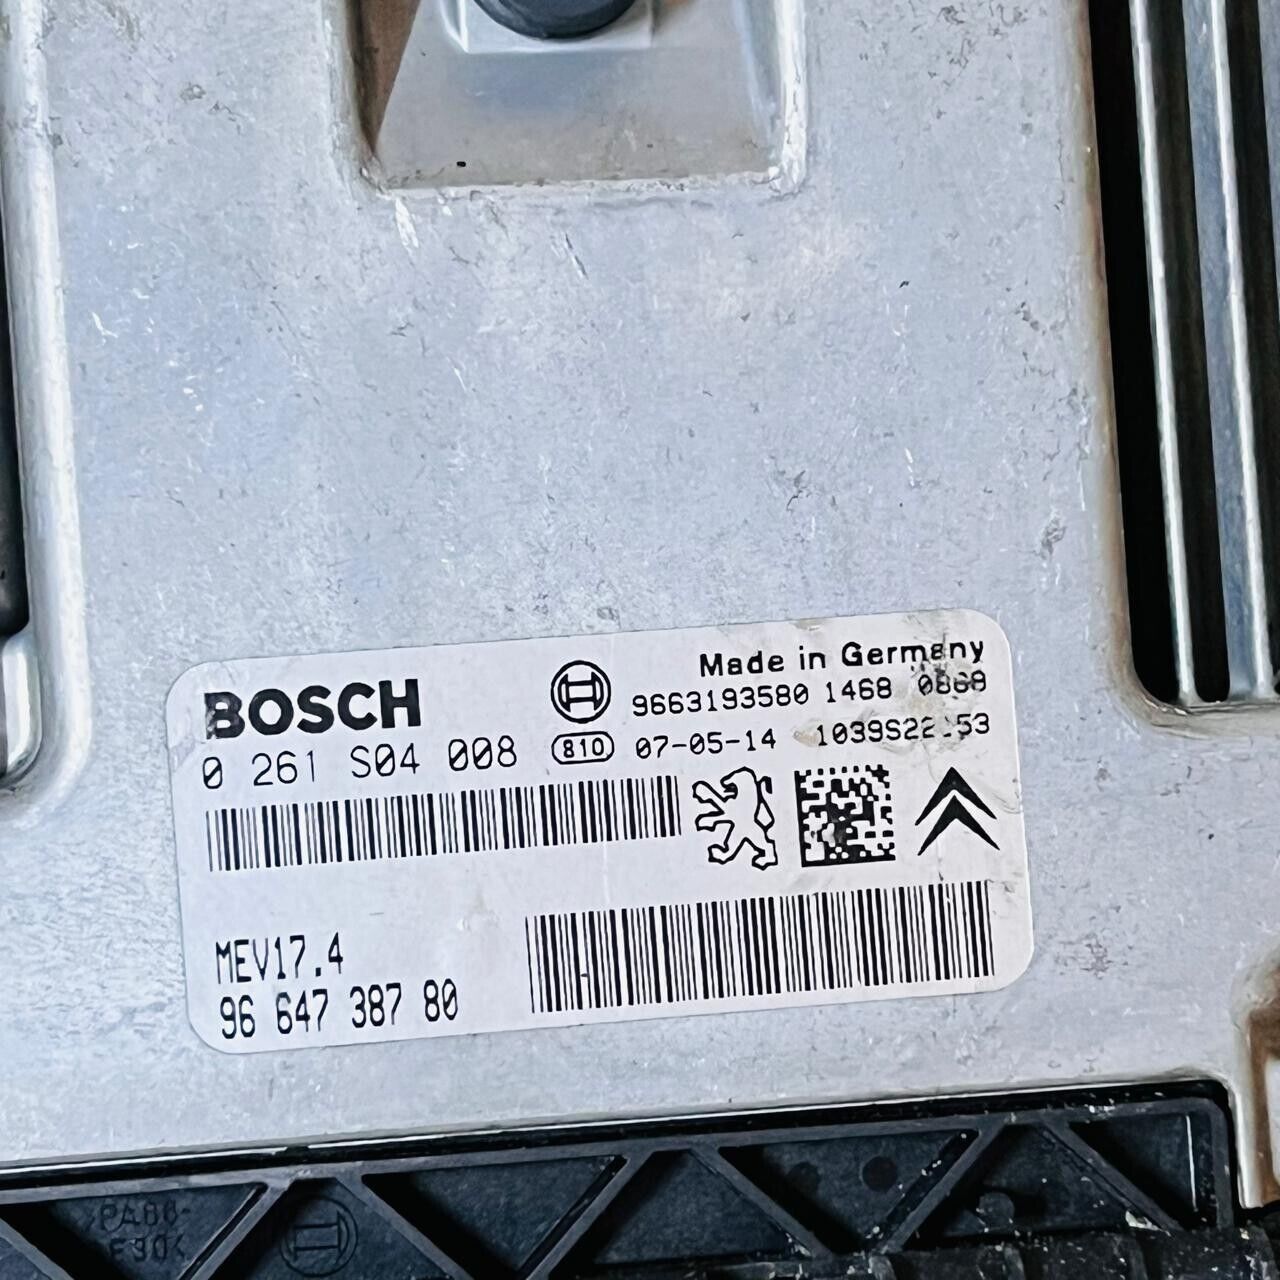 Made in Germany
BOSCH 9663193580 1468 0868
0 261 S04 008 810 07-05-14
MEV17.4
96 647 387 80